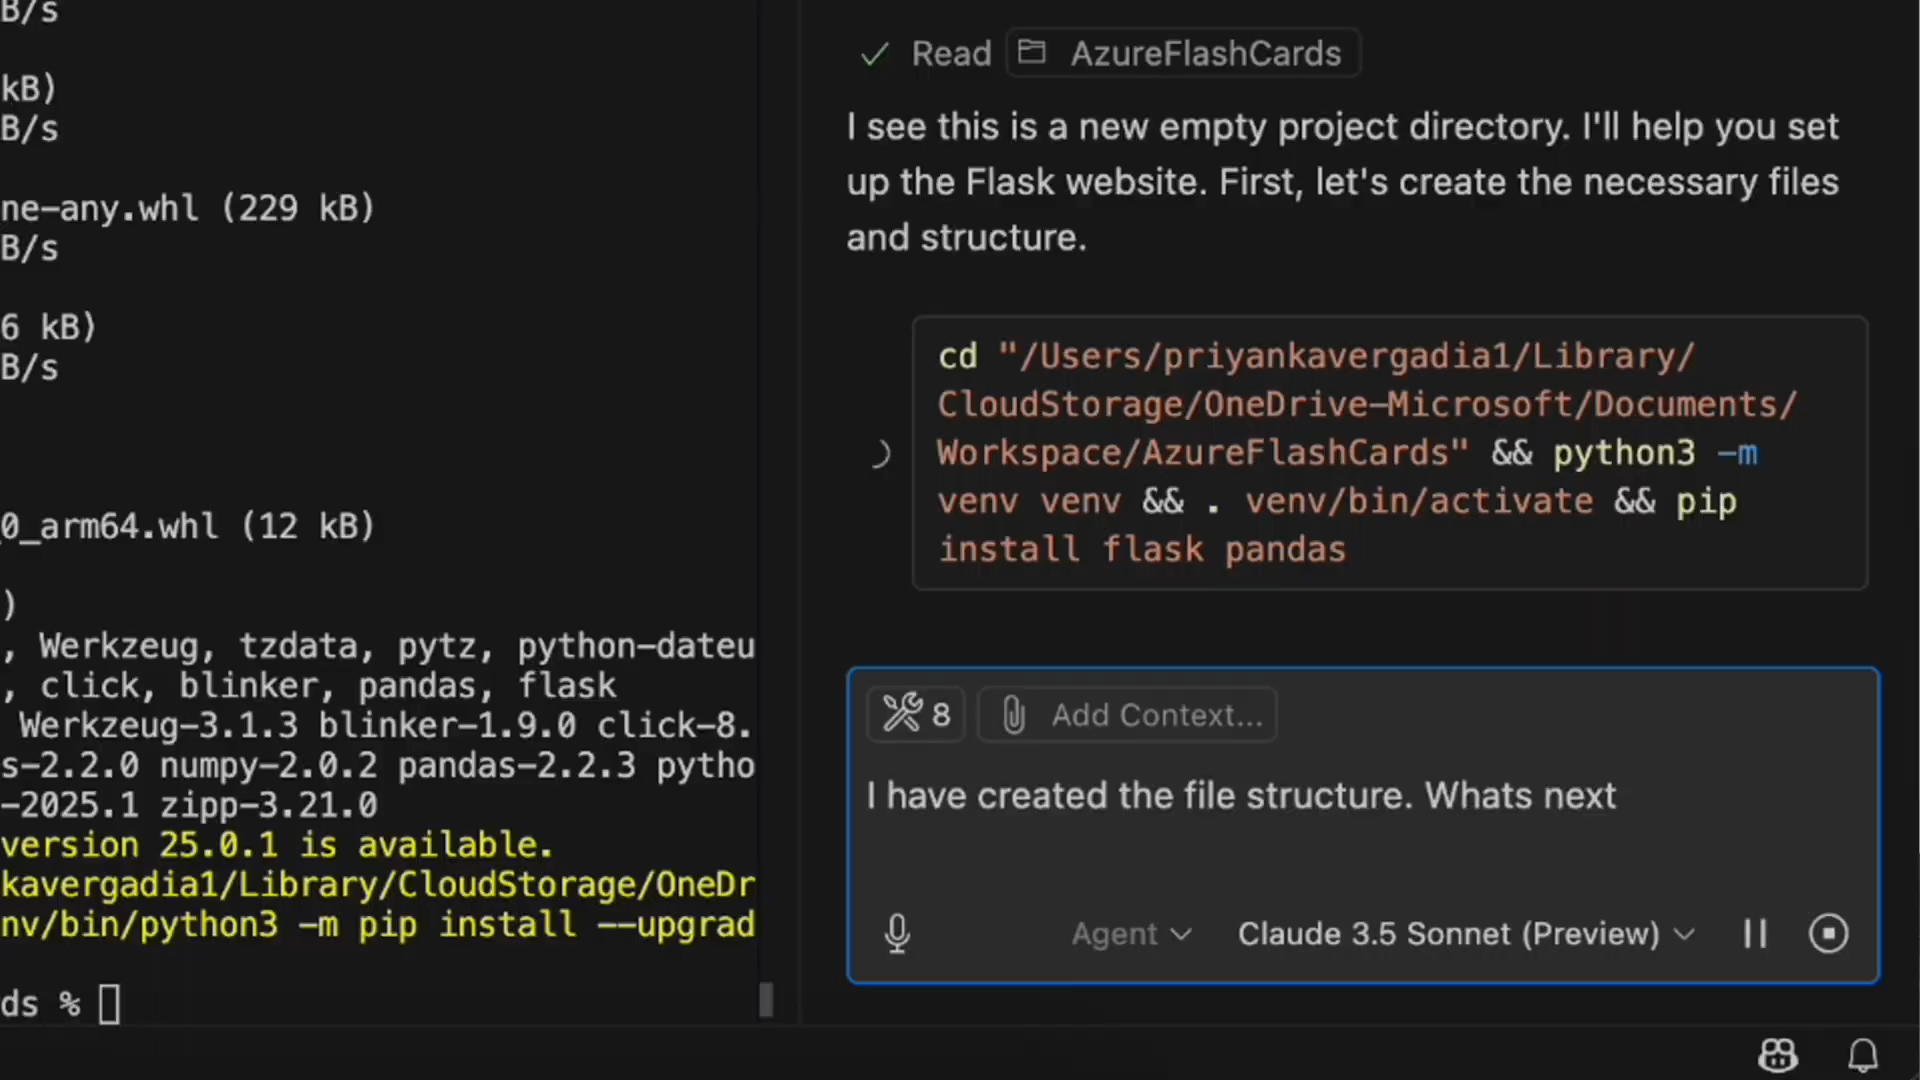 B/s
kB)
B/s
ne-any.whl (229 kB)
B/s
6 kB)
B/s
0_arm64.whl (12 kB)
)
, Werkzeug, tzdata, pytz, python-dateu
, click, blinker, pandas, flask
Werkzeug-3.1.3 blinker-1.9.0 click-8.
s-2.2.0 numpy-2.0.2 pandas-2.2.3 pytho
-2025.1 zipp-3.21.0
version 25.0.1 is available.
kavergadia1/Library/CloudStorage/OneDr
nv/bin/python3 -m pip install --upgrad
ds %
Read AzureFlashCards
I see this is a new empty project directory. I'll help you set
up the Flask website. First, let's create the necessary files
and structure.
cd "/Users/priyankavergadia1/Library/
CloudStorage/OneDrive-Microsoft/Documents/
Workspace/AzureFlashCards" && python3 -m
venv venv && . venv/bin/activate && pip
install flask pandas
8 Add Context...
I have created the file structure. Whats next
Agent Claude 3.5 Sonnet (Preview)